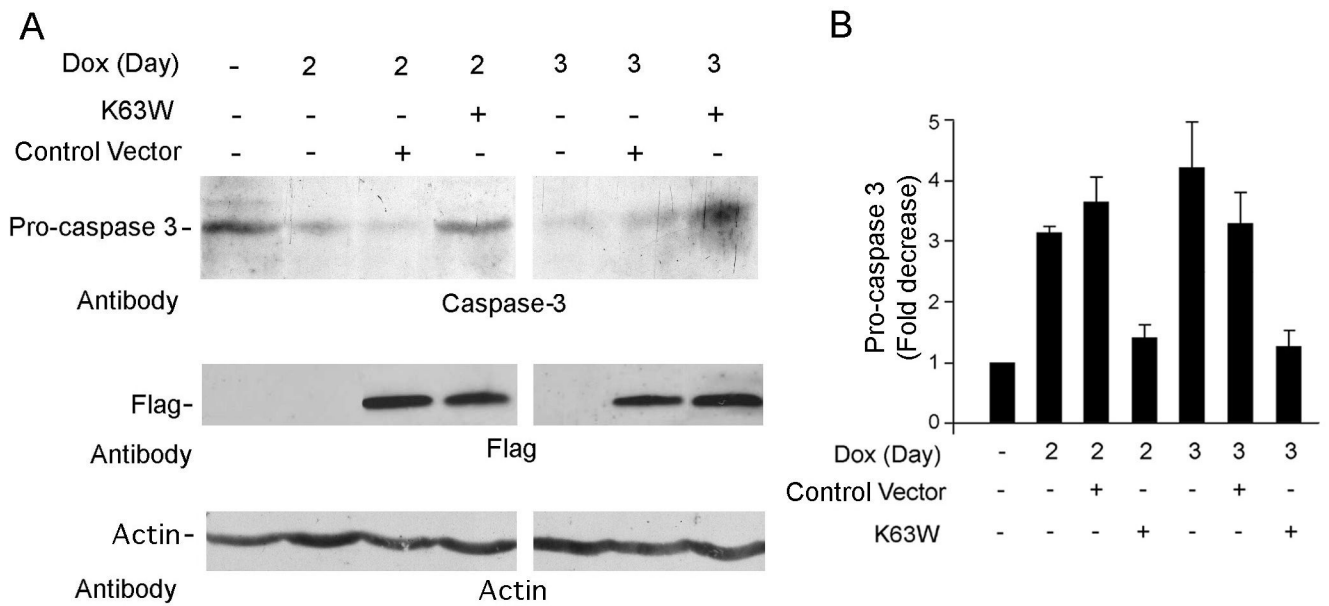 A
Dox (Day) - 2 2 2 3 3 3
K63W - - - + - - +
Control Vector - - + - - + -
Pro-caspase 3 -
Antibody Caspase-3
Flag-
Antibody Flag
Actin-
Antibody Actin
B
Pro-caspase 3
(Fold decrease)
5
4
3
2
1
0
Dox (Day) - 2 2 2 3 3 3
Control Vector - - + - - + -
K63W - - - + - - +